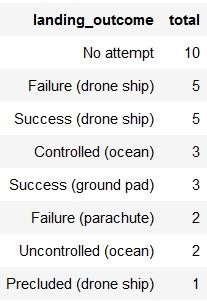 landing_outcome total
No attempt 10
Failure (drone ship) 5
Success (drone ship) 5
Controlled (ocean) 3
Success (ground pad) 3
Failure (parachute) 2
Uncontrolled (ocean) 2
Precluded (drone ship) 1